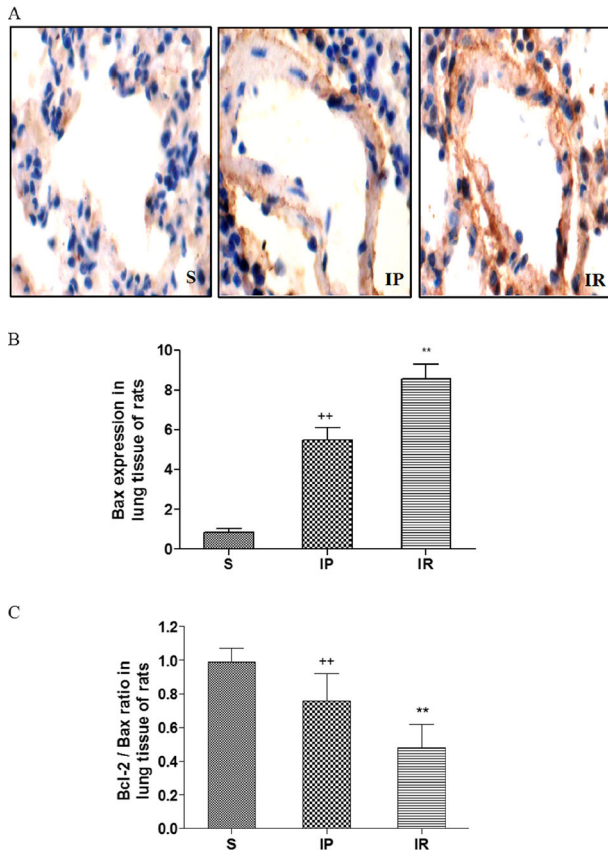 A
S
IP
IR
B
Bax expression in
lung tissue of rats
10
8
6
4
2
0
++
**
S
IP
IR
C
Bcl-2 / Bax ratio in
lung tissue of rats
1.2
1.0
0.8
0.6
0.4
0.2
0.0
++
**
S
IP
IR